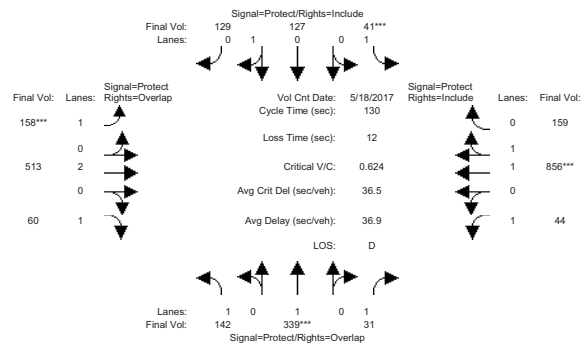 Signal=Protect/Rights=Include
Final Vol: 129 127 41***
Lanes: 0 1 0 0 1
Signal=Protect
Final Vol: Lanes: Rights=Overlap
Vol Cnt Date: 5/18/2017
Signal=Protect
Rights=Include Lanes: Final Vol:
Cycle Time (sec): 130
158*** 1
0 159
Loss Time (sec): 12
0
1
513 2
Critical V/C: 0.624
1 856***
0
Avg Crit Del (sec/veh): 36.5
0
60 1
Avg Delay (sec/veh): 36.9
1 44
LOS: D
Lanes: 1 0 1 0 1
Final Vol: 142 339*** 31
Signal=Protect/Rights=Overlap